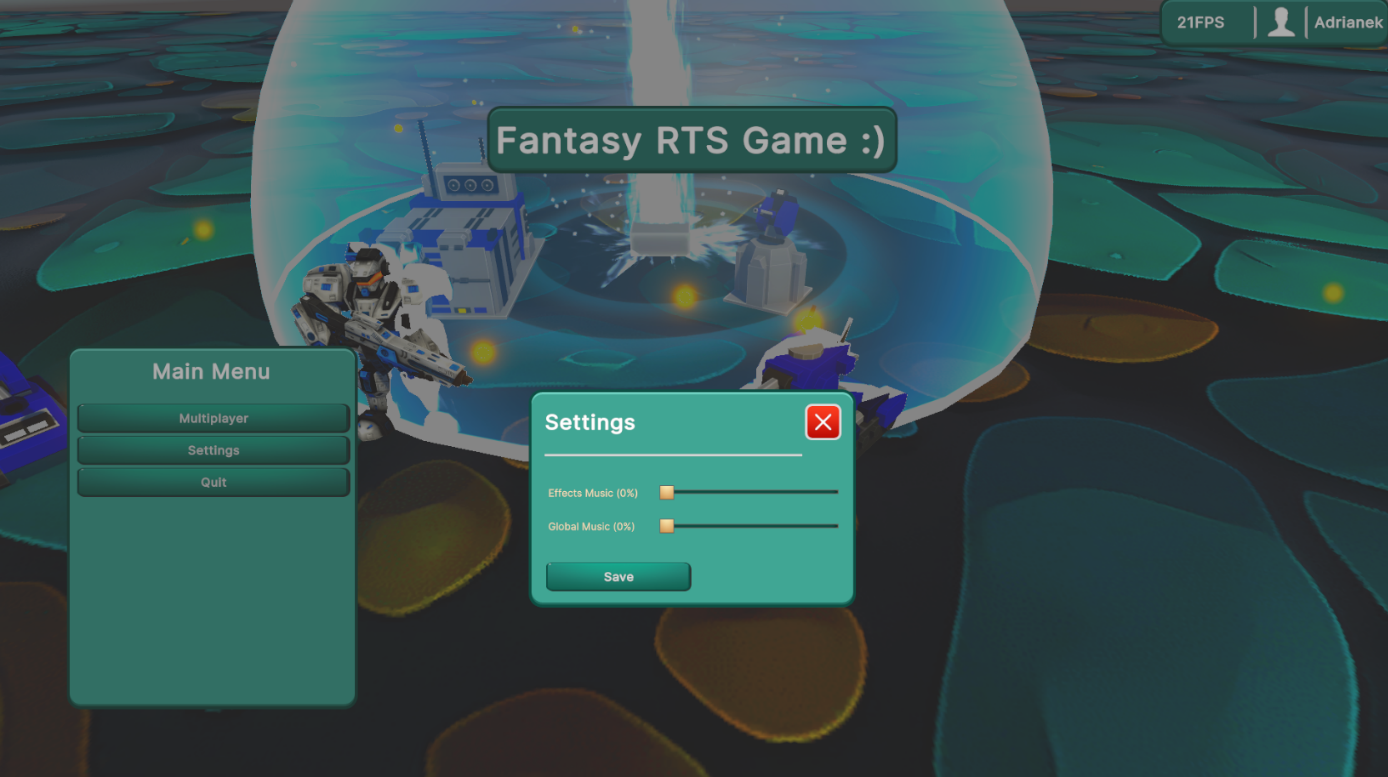 21FPS
Adrianek
Fantasy RTS Game :)
Main Menu
Multiplayer
Settings
Quit
Settings
Effects Music (0%)
Global Music (0%)
Save